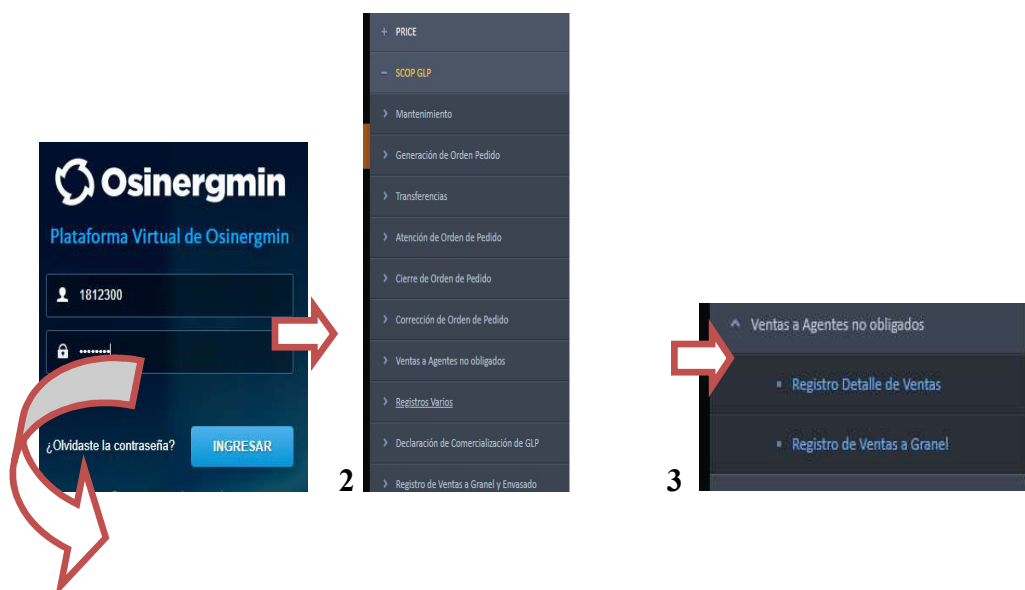 Osinergmin
Plataforma Virtual de Osinergmin
1812300
¿Olvidaste la contraseña?
INGRESAR
2
+ PRICE
− SCOP GLP
Mantenimiento
Generación de Orden Pedido
Transferencias
Atención de Orden de Pedido
Cierre de Orden de Pedido
Corrección de Orden de Pedido
Ventas a Agentes no obligados
Registros Varios
Declaración de Comercialización de GLP
Registro de Ventas a Granel y Envasado
3
Ventas a Agentes no obligados
Registro Detalle de Ventas
Registro de Ventas a Granel